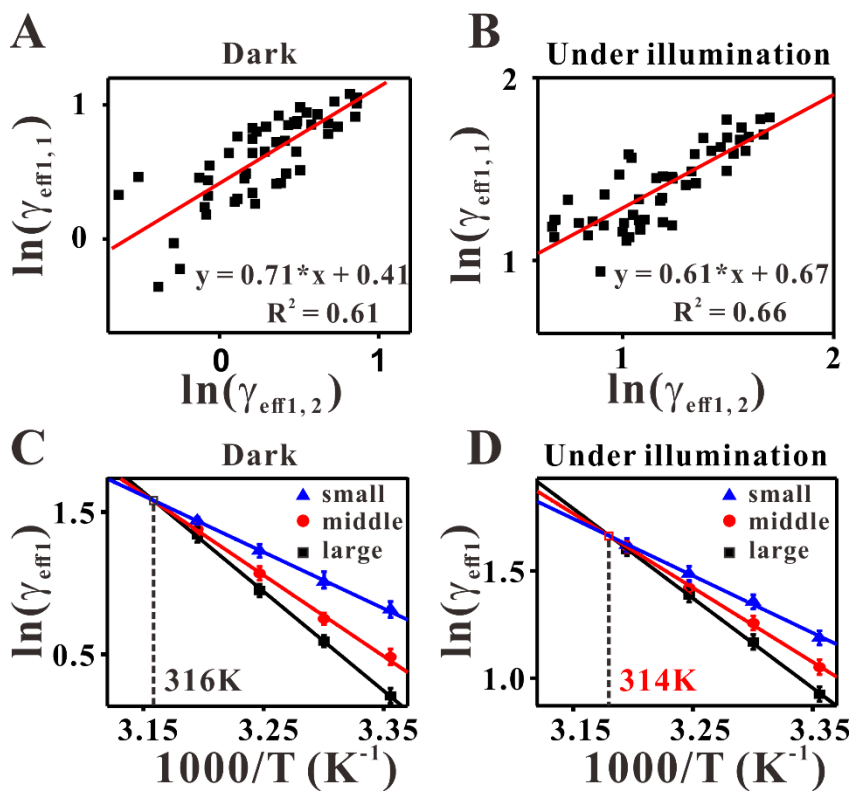 A
Dark
ln(γeff1, 1)
1
0
y = 0.71*x + 0.41
R² = 0.61
0
1
ln(γeff1, 2)
B
Under illumination
ln(γeff1, 1)
2
1
y = 0.61*x + 0.67
R² = 0.66
1
2
ln(γeff1, 2)
C
Dark
ln(γeff1)
1.5
0.5
small
middle
large
316K
3.15
3.25
3.35
1000/T (K⁻¹)
D
Under illumination
ln(γeff1)
1.5
1.0
small
middle
large
314K
3.15
3.25
3.35
1000/T (K⁻¹)